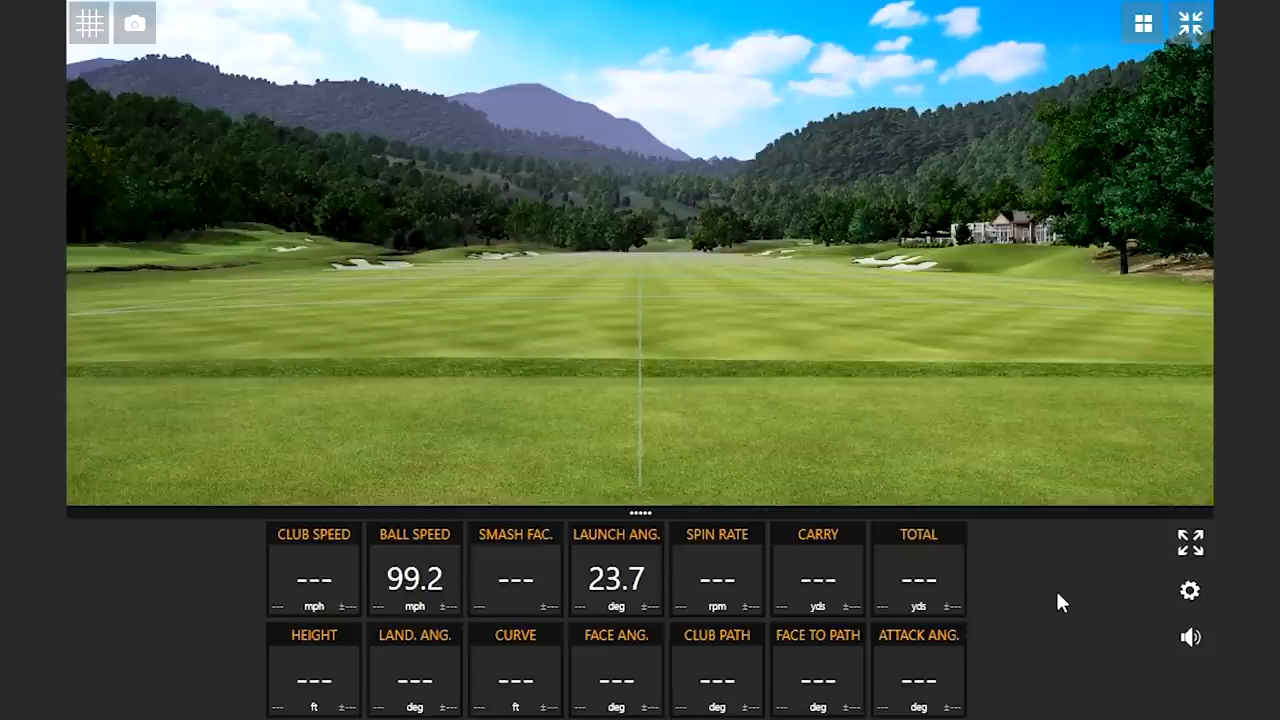 CLUB SPEED BALL SPEED SMASH FAC. LAUNCH ANG. SPIN RATE CARRY TOTAL
--- 99.2 --- 23.7 --- --- ---
--- mph ±--- --- mph ±--- --- ±--- --- deg ±--- --- rpm ±--- --- yds ±--- --- yds ±---
HEIGHT LAND. ANG. CURVE FACE ANG. CLUB PATH FACE TO PATH ATTACK ANG.
--- --- --- --- --- --- ---
--- ft ±--- --- deg ±--- --- ft ±--- --- deg ±--- --- deg ±--- --- deg ±--- --- deg ±---